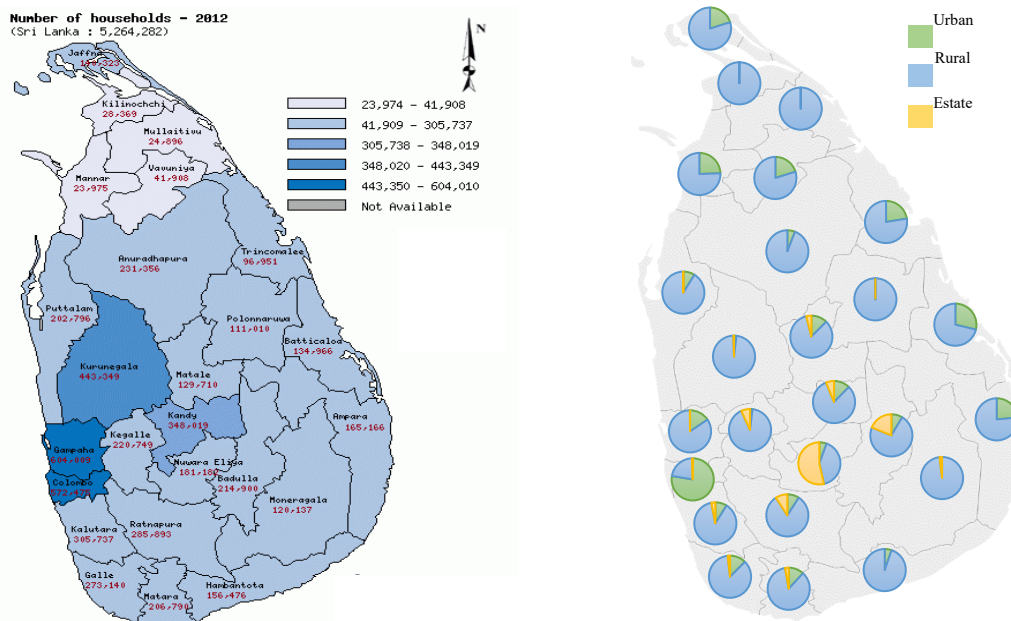 Number of households - 2012
(Sri Lanka : 5,264,282)
N
Urban
Rural
Estate
23,974 - 41,908
41,909 - 305,737
305,738 - 348,019
348,020 - 443,349
443,350 - 604,010
Not Available
Jaffna
Kilinochchi
28,369
Mullaitivu
24,896
Mannar
23,975
Vavuniya
41,908
Anuradhapura
231,356
Trincomalee
96,951
Puttalam
202,796
Polonnaruwa
111,010
Batticaloa
134,966
Kurunegala
443,349
Matale
129,710
Kandy
348,019
Ampara
165,166
Kegalle
220,749
Gampaha
Nuwara Eliya
Badulla
214,900
Colombo
Moneragala
120,137
Kalutara
305,737
Ratnapura
285,893
Galle
273,140
Matara
206,790
Hambantota
156,476